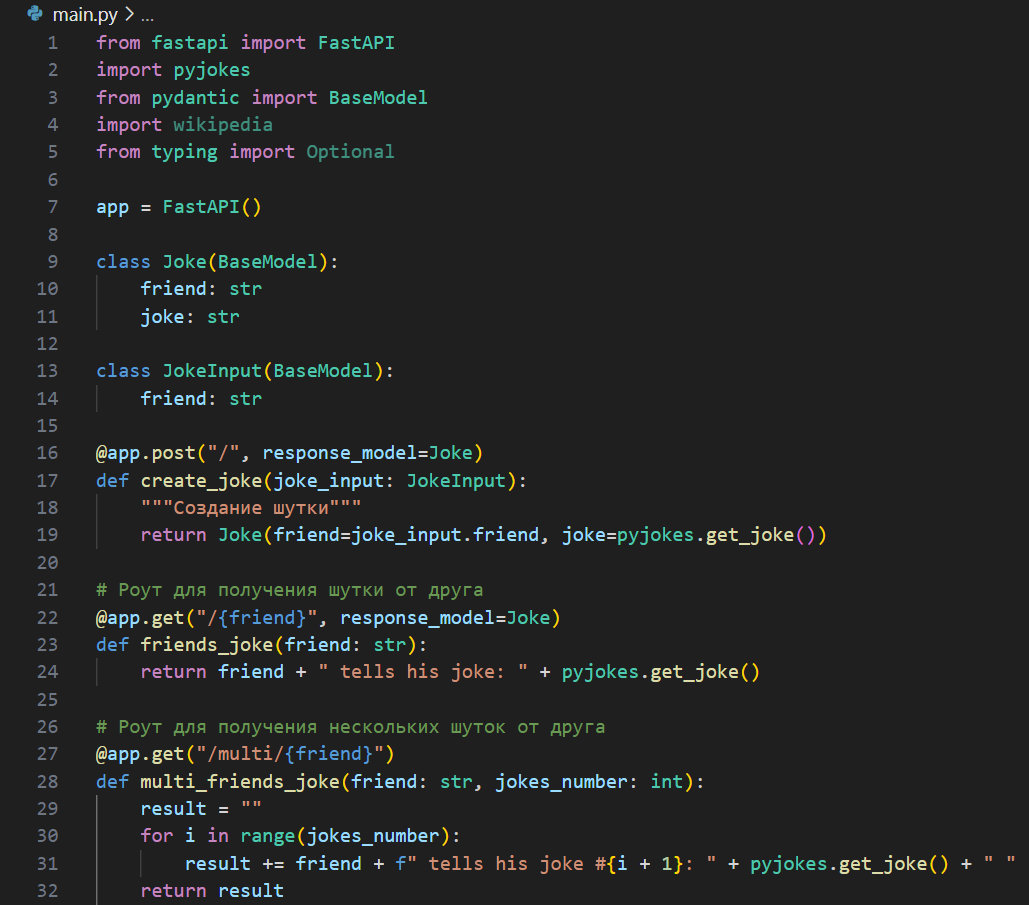 main.py > ...
1 from fastapi import FastAPI
2 import pyjokes
3 from pydantic import BaseModel
4 import wikipedia
5 from typing import Optional
6
7 app = FastAPI()
8
9 class Joke(BaseModel):
10     friend: str
11     joke: str
12
13 class JokeInput(BaseModel):
14     friend: str
15
16 @app.post("/", response_model=Joke)
17 def create_joke(joke_input: JokeInput):
18     """Создание шутки"""
19     return Joke(friend=joke_input.friend, joke=pyjokes.get_joke())
20
21 # Роут для получения шутки от друга
22 @app.get("/{friend}", response_model=Joke)
23 def friends_joke(friend: str):
24     return friend + " tells his joke: " + pyjokes.get_joke()
25
26 # Роут для получения нескольких шуток от друга
27 @app.get("/multi/{friend}")
28 def multi_friends_joke(friend: str, jokes_number: int):
29     result = ""
30     for i in range(jokes_number):
31         result += friend + f" tells his joke #{i + 1}: " + pyjokes.get_joke() + " "
32     return result